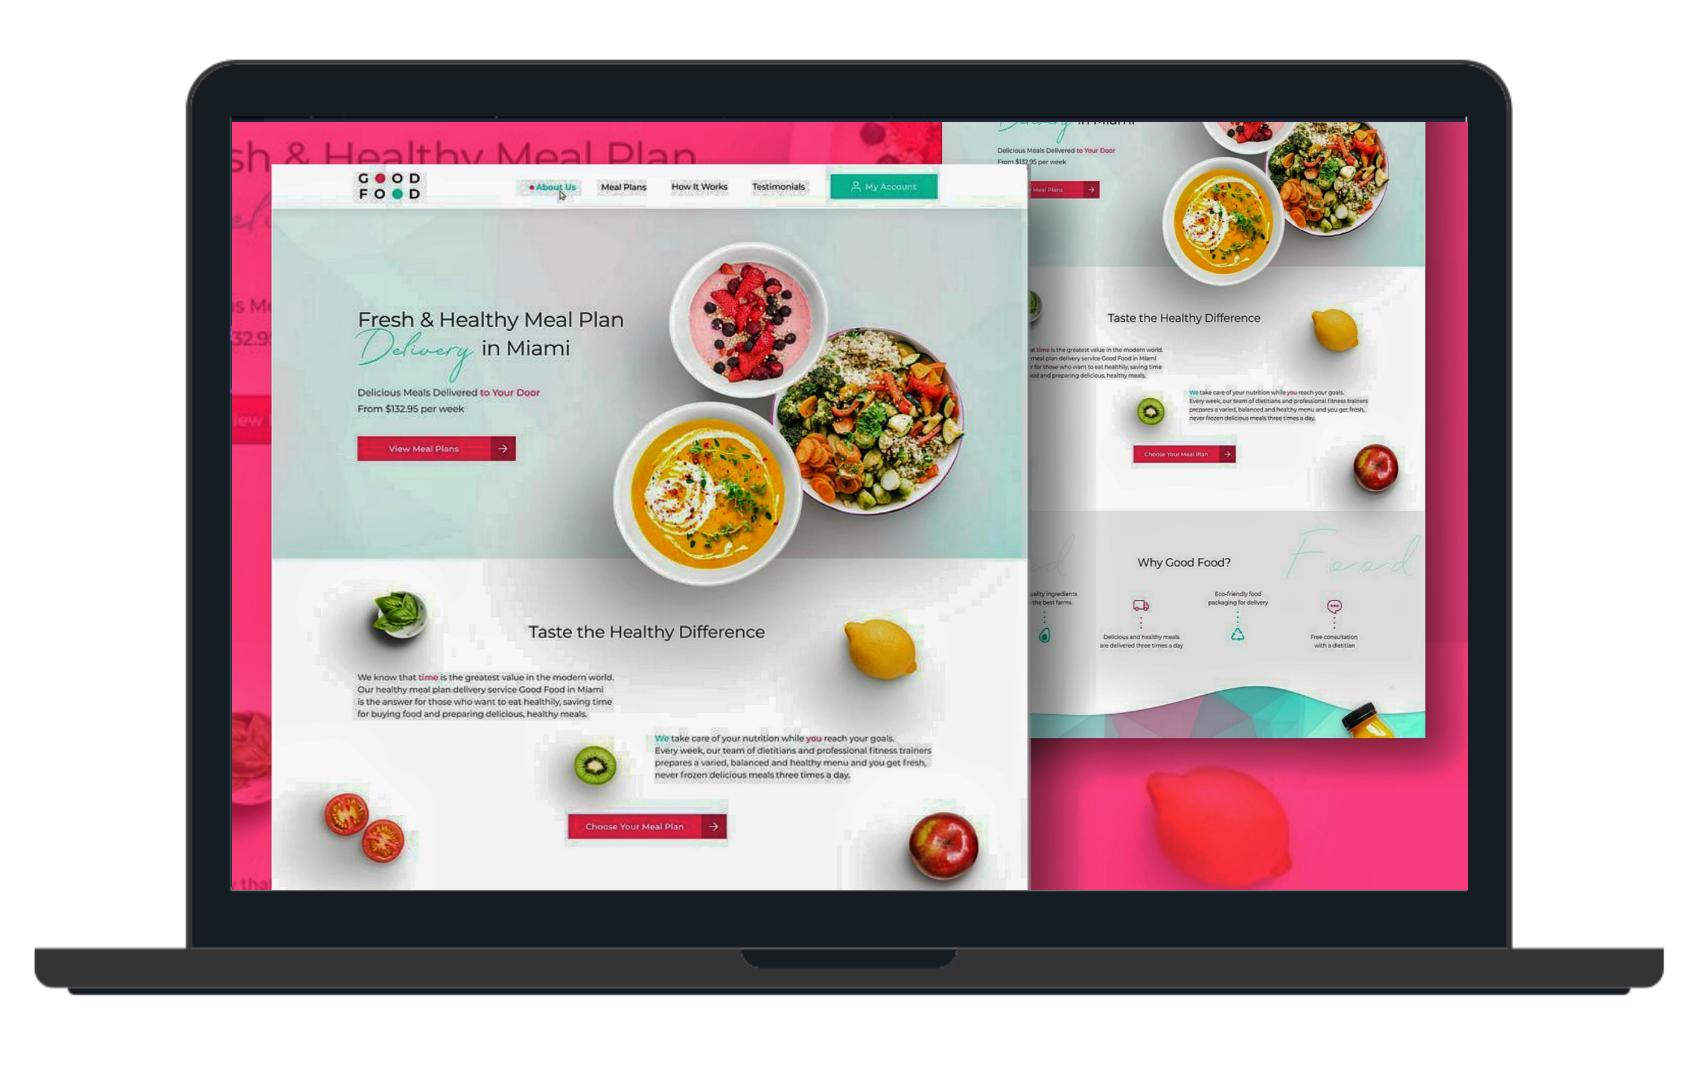 sh & Healthy Meal Plan
GOOD
FOOD
About Us
Meal Plans
How It Works
Testimonials
My Account
Fresh & Healthy Meal Plan
Delivery in Miami
Delicious Meals Delivered to Your Door
From $132.95 per week
View Meal Plans
Taste the Healthy Difference
We know that time is the greatest value in the modern world.
Our healthy meal plan delivery service Good Food in Miami
is the answer for those who want to eat healthily, saving time
for buying food and preparing delicious, healthy meals.
We take care of your nutrition while you reach your goals.
Every week, our team of dietitians and professional fitness trainers
prepares a varied, balanced and healthy menu and you get fresh,
never frozen delicious meals three times a day.
Choose Your Meal Plan
s Me
32.95
iew
that
in Miami
Delicious Meals Delivered to Your Door
From $132.95 per week
Meal Plans
Taste the Healthy Difference
at time is the greatest value in the modern world.
meal plan delivery service Good Food in Miami
r for those who want to eat healthily, saving time
ood and preparing delicious, healthy meals.
We take care of your nutrition while you reach your goals.
Every week, our team of dietitians and professional fitness trainers
prepares a varied, balanced and healthy menu and you get fresh,
never frozen delicious meals three times a day.
Choose Your Meal Plan
Why Good Food?
Food
uality ingredients
the best farms.
Delicious and healthy meals
are delivered three times a day
Eco-friendly food
packaging for delivery
Free consultation
with a dietitian